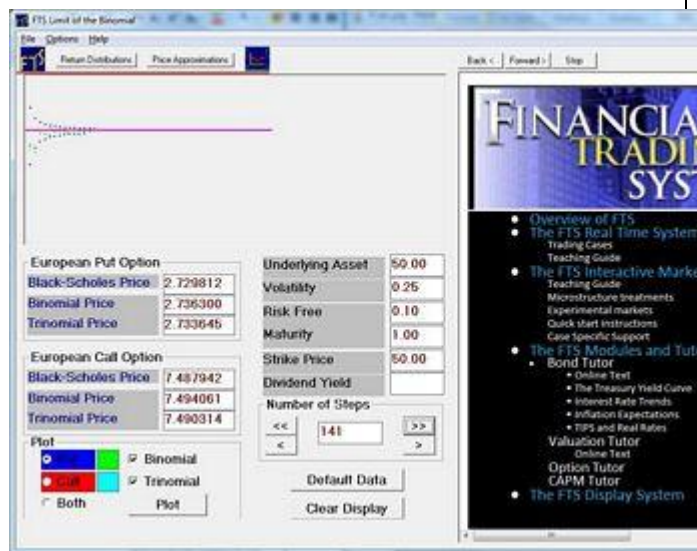 FTS Limit of the Binomial
File Options Help
FTS
Return Distributions
Price Approximations
Back <
Forward >
Stop
European Put Option
Black-Scholes Price 2.729812
Binomial Price 2.736300
Trinomial Price 2.733645
European Call Option
Black-Scholes Price 7.487942
Binomial Price 7.494061
Trinomial Price 7.490314
Plot
Call
Binomial
Trinomial
Both
Plot
Underlying Asset 50.00
Volatility 0.25
Risk Free 0.10
Maturity 1.00
Strike Price 50.00
Dividend Yield
Number of Steps
<< 141 >>
< >
Default Data
Clear Display
FINANCIA
TRADI
SYS
Overview of FTS
The FTS Real Time System
Trading Cases
Teaching Guide
The FTS Interactive Marke
Teaching Guide
Microstructure treatments
Experimental markets
Quick start instructions
Case Specific Support
The FTS Modules and Tut
Bond Tutor
Online Text
The Treasury Yield Curve
Interest Rate Trends
Inflation Expectations
TIPS and Real Rates
Valuation Tutor
Online Text
Option Tutor
CAPM Tutor
The FTS Display System